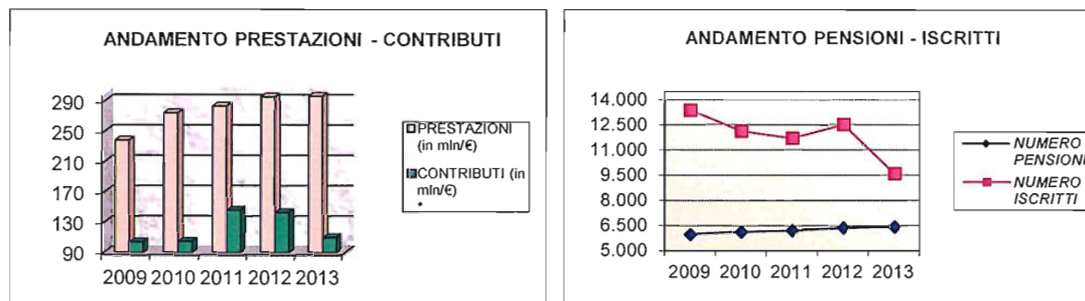 ANDAMENTO PRESTAZIONI - CONTRIBUTI
290
250
210
170
130
90
2009 2010 2011 2012 2013
PRESTAZIONI
(in mln/€)
CONTRIBUTI (in
mln/€)
*
ANDAMENTO PENSIONI - ISCRITTI
14.000
12.500
11.000
9.500
8.000
6.500
5.000
2009 2010 2011 2012 2013
NUMERO
PENSIONI
NUMERO
ISCRITTI